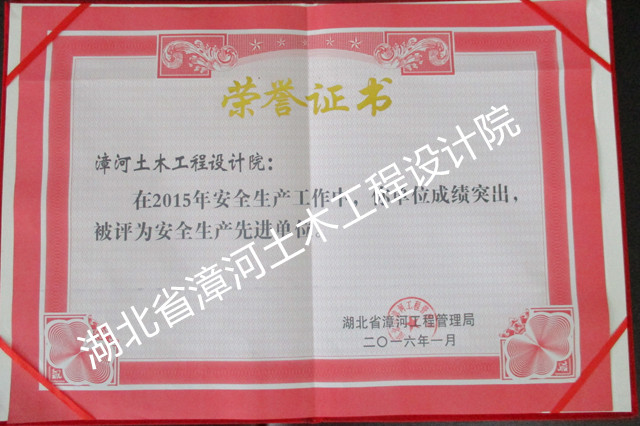 荣誉证书
漳河土木工程设计院：
在2015年安全生产工作中，你单位成绩突出，
被评为安全生产先进单位。
湖北省漳河工程管理局
二〇一六年一月
湖北省漳河土木工程设计院